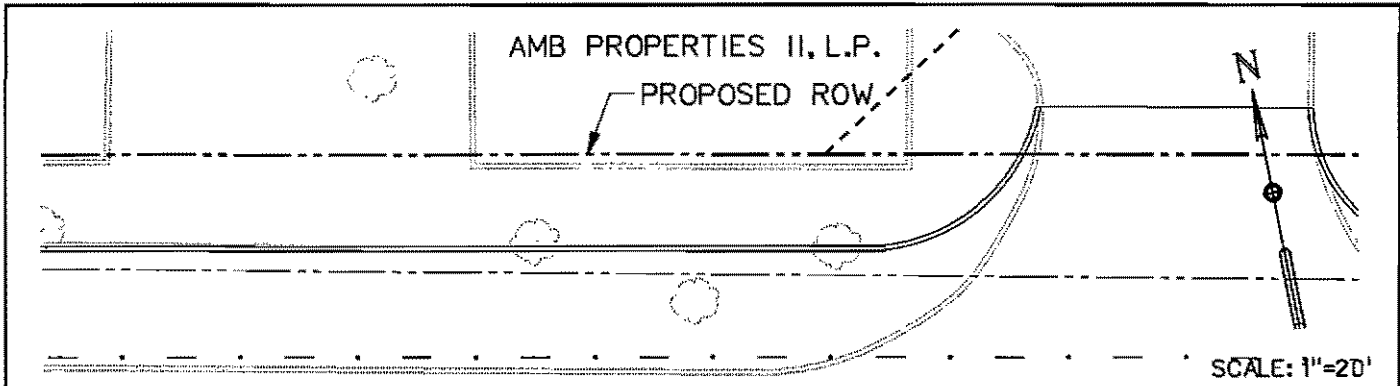 AMB PROPERTIES II, L.P.
PROPOSED ROW
N
SCALE: 1"=20'